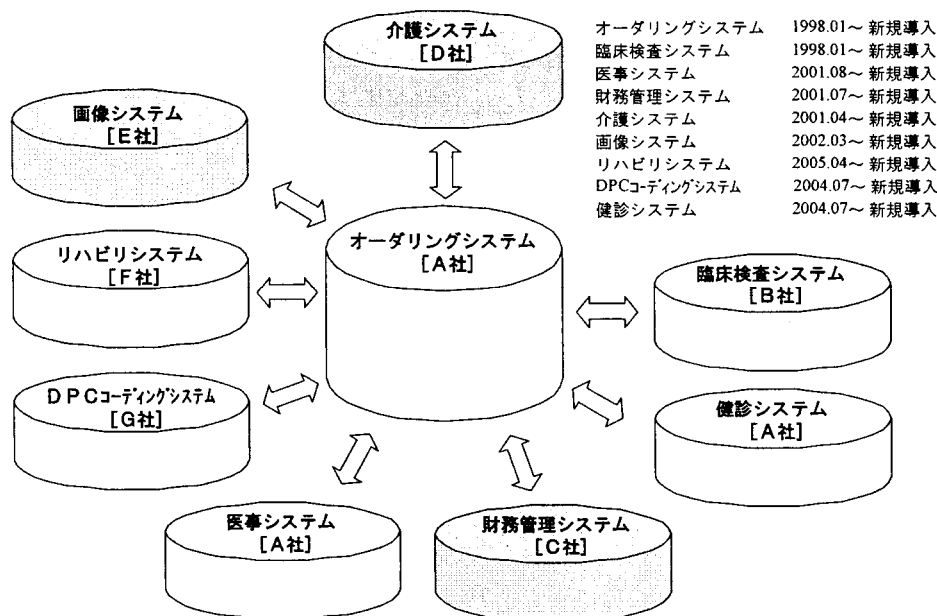 介護システム
[D社]
オーダリングシステム 1998.01～ 新規導入
臨床検査システム 1998.01～ 新規導入
医事システム 2001.08～ 新規導入
財務管理システム 2001.07～ 新規導入
介護システム 2001.04～ 新規導入
画像システム 2002.03～ 新規導入
リハビリシステム 2005.04～ 新規導入
DPCコーディングシステム 2004.07～ 新規導入
健診システム 2004.07～ 新規導入
画像システム
[E社]
オーダリングシステム
[A社]
リハビリシステム
[F社]
臨床検査システム
[B社]
DPCコーディングシステム
[G社]
健診システム
[A社]
医事システム
[A社]
財務管理システム
[C社]